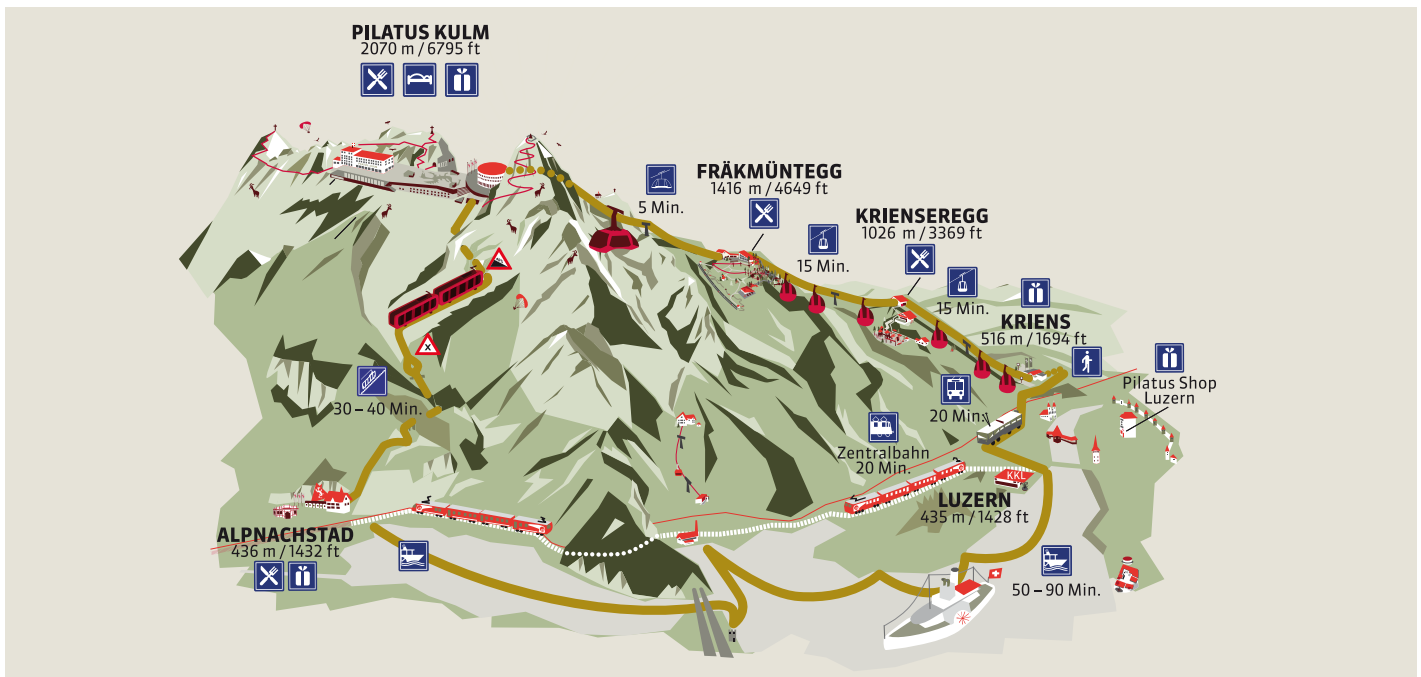 PILATUS KULM
2070 m / 6795 ft
FRÄKMÜNTEGG
1416 m / 4649 ft
5 Min.
KRIENSEREGG
1026 m / 3369 ft
15 Min.
15 Min.
KRIENS
516 m / 1694 ft
Pilatus Shop
Luzern
20 Min.
30 – 40 Min.
Zentralbahn
20 Min.
KKL
LUZERN
435 m / 1428 ft
ALPNACHSTAD
436 m / 1432 ft
50 – 90 Min.